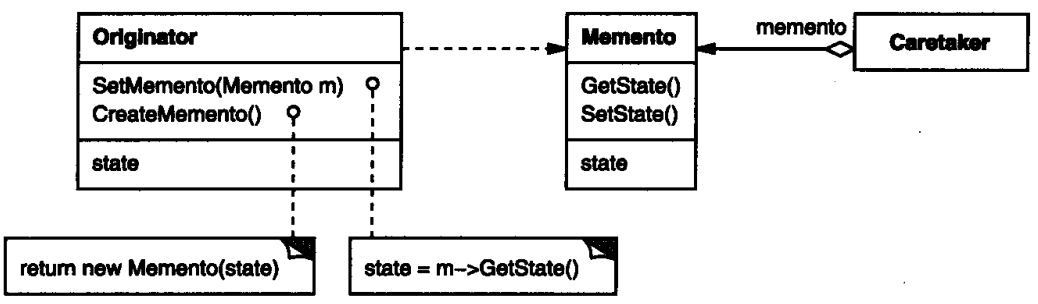 Originator
SetMemento(Memento m)
CreateMemento()
state
return new Memento(state)
state = m->GetState()
Memento
GetState()
SetState()
state
memento
Caretaker